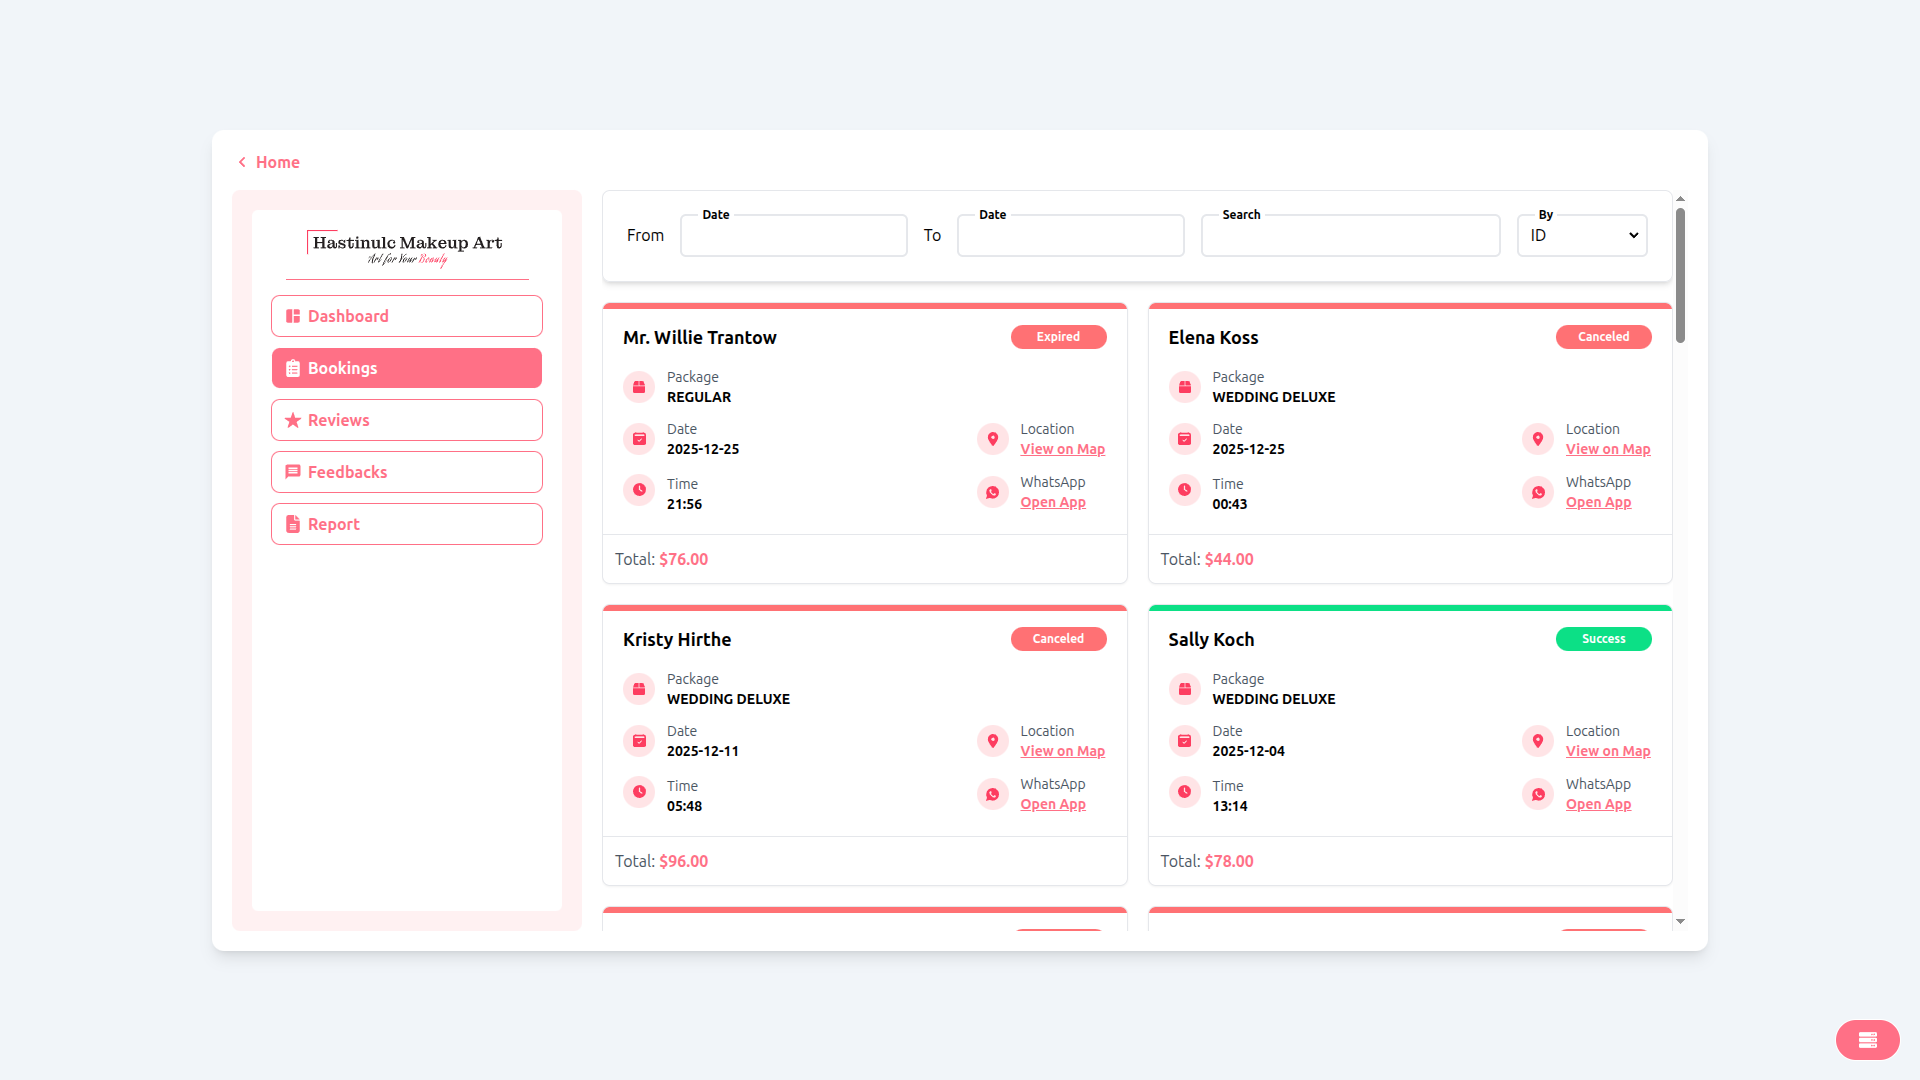 Home
Hastinulc Makeup Art
Art for Your Beauty
Dashboard
Bookings
Reviews
Feedbacks
Report
From
Date
To
Date
Search
By
ID
Mr. Willie Trantow
Expired
Package
REGULAR
Date
2025-12-25
Location
View on Map
Time
21:56
WhatsApp
Open App
Total: $76.00
Elena Koss
Canceled
Package
WEDDING DELUXE
Date
2025-12-25
Location
View on Map
Time
00:43
WhatsApp
Open App
Total: $44.00
Kristy Hirthe
Canceled
Package
WEDDING DELUXE
Date
2025-12-11
Location
View on Map
Time
05:48
WhatsApp
Open App
Total: $96.00
Sally Koch
Success
Package
WEDDING DELUXE
Date
2025-12-04
Location
View on Map
Time
13:14
WhatsApp
Open App
Total: $78.00